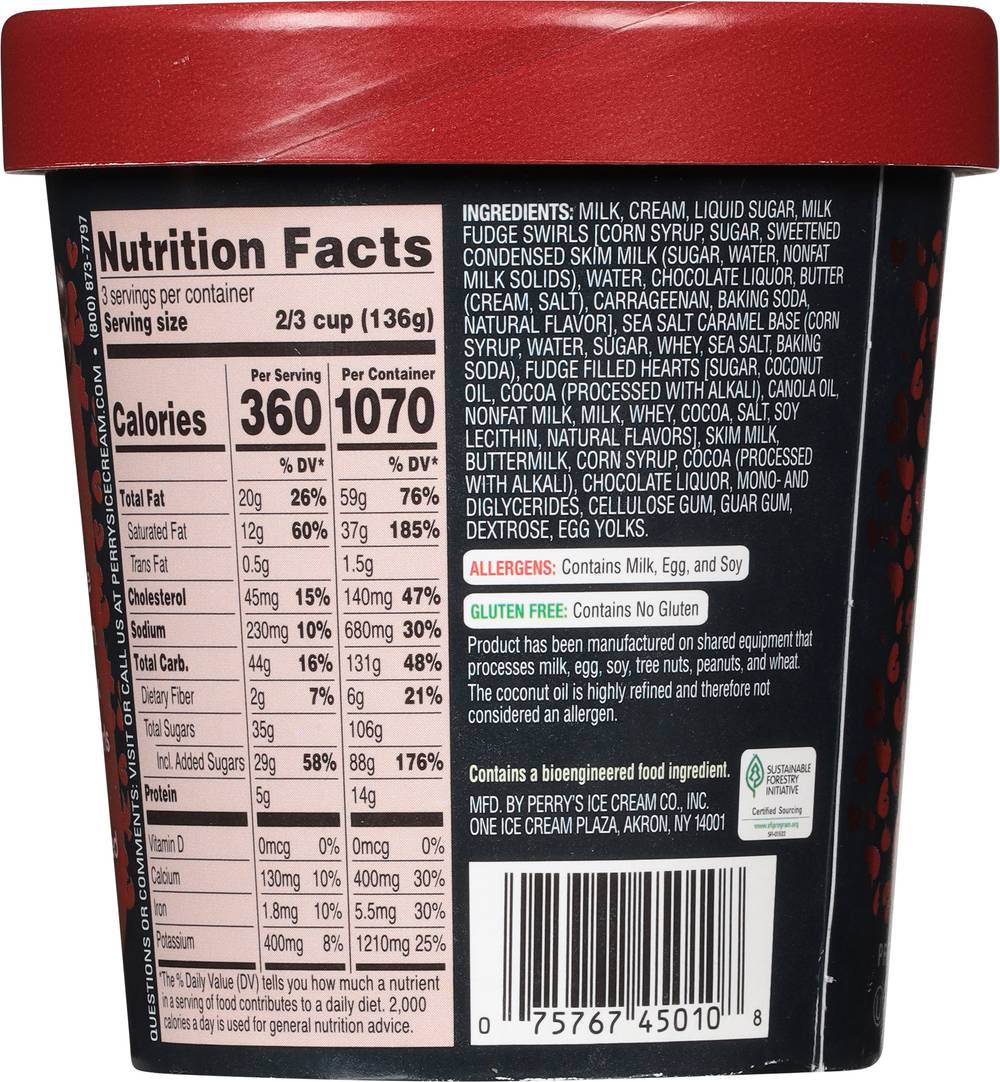 QUESTIONS OR COMMENTS: VISIT OR CALL US AT PERRYSICECREAM.COM • (800) 873-7797
Nutrition Facts
3 servings per container
Serving size 2/3 cup (136g)
Per Serving Per Container
Calories 360 1070
% DV* % DV*
Total Fat 20g 26% 59g 76%
Saturated Fat 12g 60% 37g 185%
Trans Fat 0.5g 1.5g
Cholesterol 45mg 15% 140mg 47%
Sodium 230mg 10% 680mg 30%
Total Carb. 44g 16% 131g 48%
Dietary Fiber 2g 7% 6g 21%
Total Sugars 35g 106g
Incl. Added Sugars 29g 58% 88g 176%
Protein 5g 14g
Vitamin D 0mcg 0% 0mcg 0%
Calcium 130mg 10% 400mg 30%
Iron 1.8mg 10% 5.5mg 30%
Potassium 400mg 8% 1210mg 25%
*The % Daily Value (DV) tells you how much a nutrient
in a serving of food contributes to a daily diet. 2,000
calories a day is used for general nutrition advice.
INGREDIENTS: MILK, CREAM, LIQUID SUGAR, MILK
FUDGE SWIRLS [CORN SYRUP, SUGAR, SWEETENED
CONDENSED SKIM MILK (SUGAR, WATER, NONFAT
MILK SOLIDS), WATER, CHOCOLATE LIQUOR, BUTTER
(CREAM, SALT), CARRAGEENAN, BAKING SODA,
NATURAL FLAVOR], SEA SALT CARAMEL BASE (CORN
SYRUP, WATER, SUGAR, WHEY, SEA SALT, BAKING
SODA), FUDGE FILLED HEARTS [SUGAR, COCONUT
OIL, COCOA (PROCESSED WITH ALKALI), CANOLA OIL,
NONFAT MILK, MILK, WHEY, COCOA, SALT, SOY
LECITHIN, NATURAL FLAVORS], SKIM MILK,
BUTTERMILK, CORN SYRUP, COCOA (PROCESSED
WITH ALKALI), CHOCOLATE LIQUOR, MONO- AND
DIGLYCERIDES, CELLULOSE GUM, GUAR GUM,
DEXTROSE, EGG YOLKS.
ALLERGENS: Contains Milk, Egg, and Soy
GLUTEN FREE: Contains No Gluten
Product has been manufactured on shared equipment that
processes milk, egg, soy, tree nuts, peanuts, and wheat.
The coconut oil is highly refined and therefore not
considered an allergen.
Contains a bioengineered food ingredient.
MFD. BY PERRY'S ICE CREAM CO., INC.
ONE ICE CREAM PLAZA, AKRON, NY 14001
SUSTAINABLE
FORESTRY
INITIATIVE
Certified Sourcing
www.sfiprogram.org
0 75767 45010 8